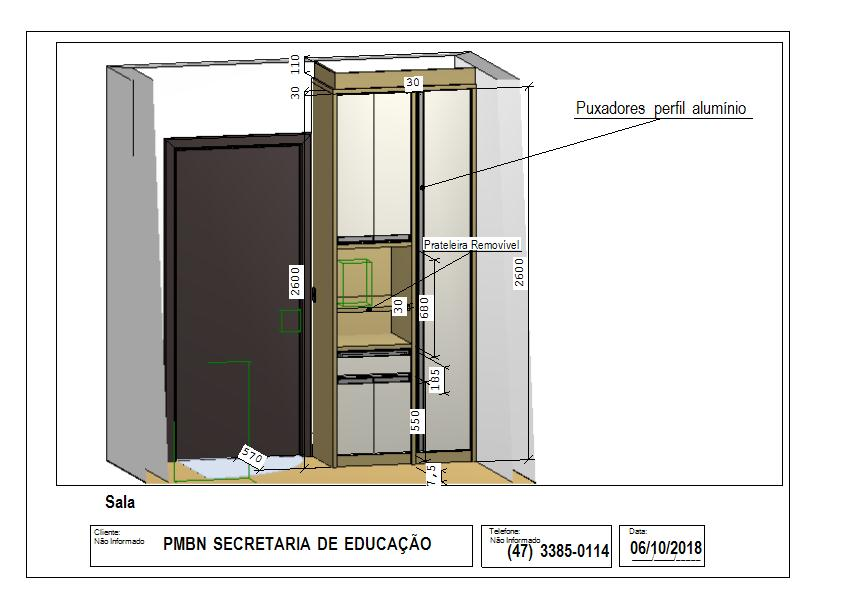 110
30
30
Puxadores perfil alumínio
Prateleira Removível
2600
2600
30
680
185
550
570
7,5
Sala
Cliente:
Não Informado
PMBN SECRETARIA DE EDUCAÇÃO
Telefone:
Não Informado
(47) 3385-0114
Data:
06/10/2018